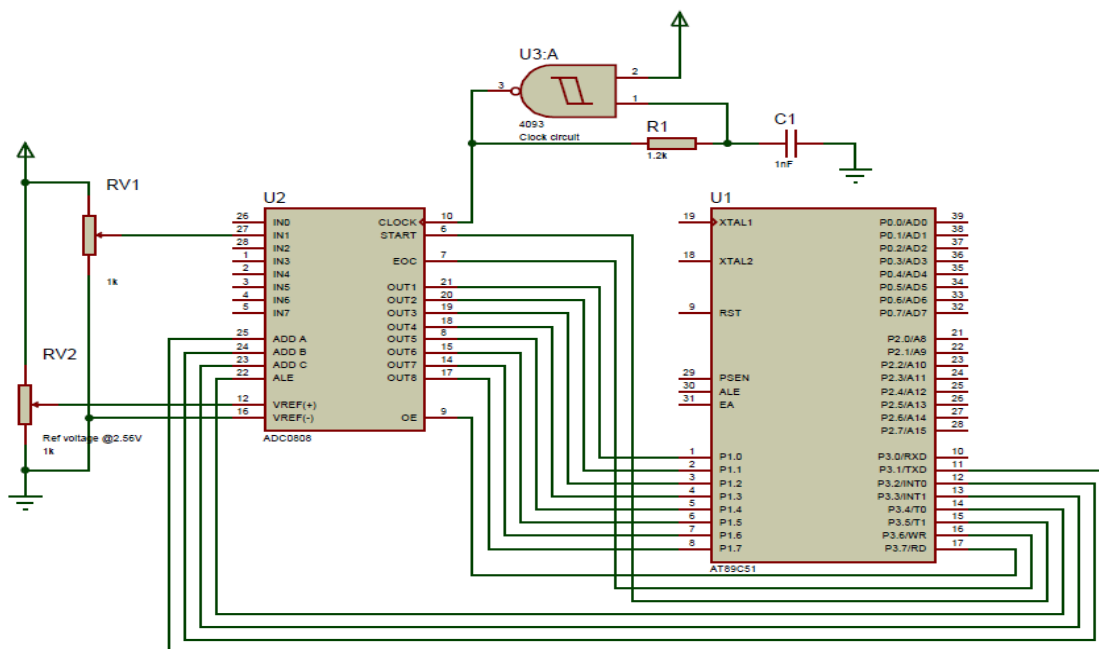 U3:A
3
2
1
4093
Clock circuit
R1
1.2k
C1
1nF
RV1
1k
RV2
Ref voltage @2.56V
1k
U2
26 IN0
27 IN1
28 IN2
1 IN3
2 IN4
3 IN5
4 IN6
5 IN7
25 ADD A
24 ADD B
23 ADD C
22 ALE
12 VREF(+)
16 VREF(-)
CLOCK 10
START 6
EOC 7
OUT1 21
OUT2 20
OUT3 19
OUT4 18
OUT5 8
OUT6 15
OUT7 14
OUT8 17
OE 9
ADC0808
U1
19 XTAL1
18 XTAL2
9 RST
29 PSEN
30 ALE
31 EA
1 P1.0
2 P1.1
3 P1.2
4 P1.3
5 P1.4
6 P1.5
7 P1.6
8 P1.7
P0.0/AD0 39
P0.1/AD1 38
P0.2/AD2 37
P0.3/AD3 36
P0.4/AD4 35
P0.5/AD5 34
P0.6/AD6 33
P0.7/AD7 32
P2.0/A8 21
P2.1/A9 22
P2.2/A10 23
P2.3/A11 24
P2.4/A12 25
P2.5/A13 26
P2.6/A14 27
P2.7/A15 28
P3.0/RXD 10
P3.1/TXD 11
P3.2/INT0 12
P3.3/INT1 13
P3.4/T0 14
P3.5/T1 15
P3.6/WR 16
P3.7/RD 17
AT89C51